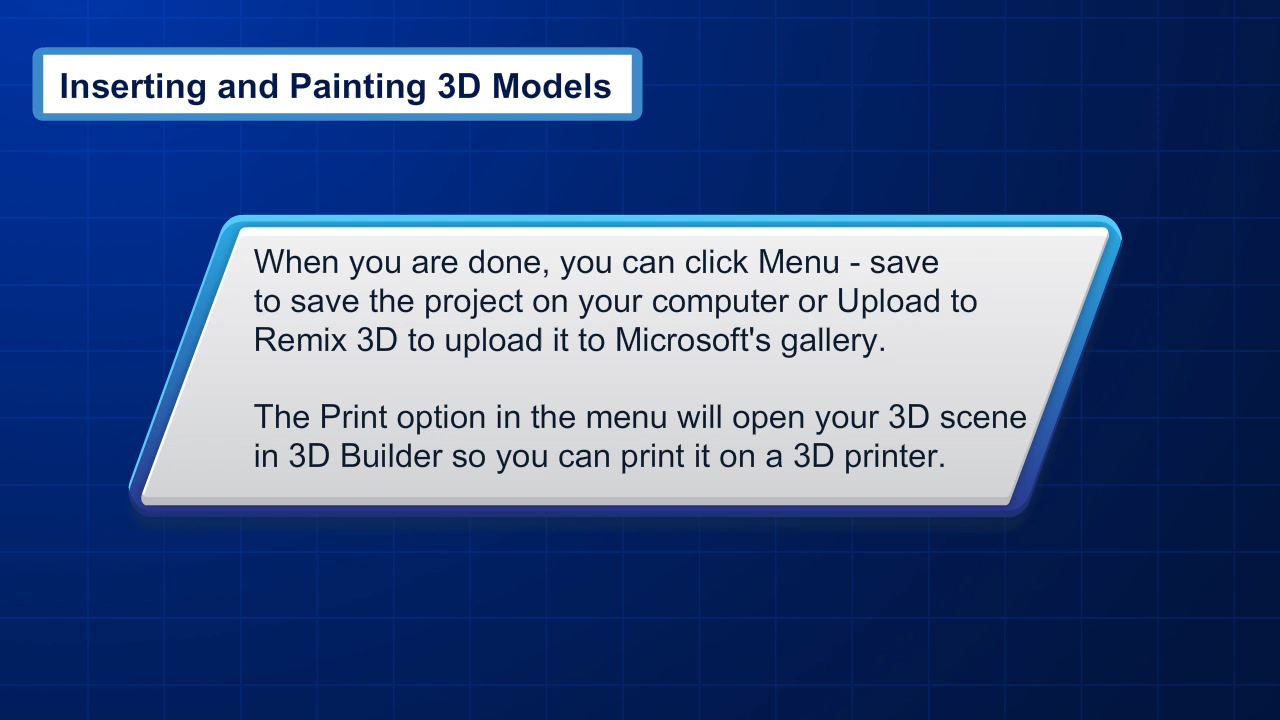 Inserting and Painting 3D Models
When you are done, you can click Menu - save
to save the project on your computer or Upload to
Remix 3D to upload it to Microsoft's gallery.
The Print option in the menu will open your 3D scene
in 3D Builder so you can print it on a 3D printer.